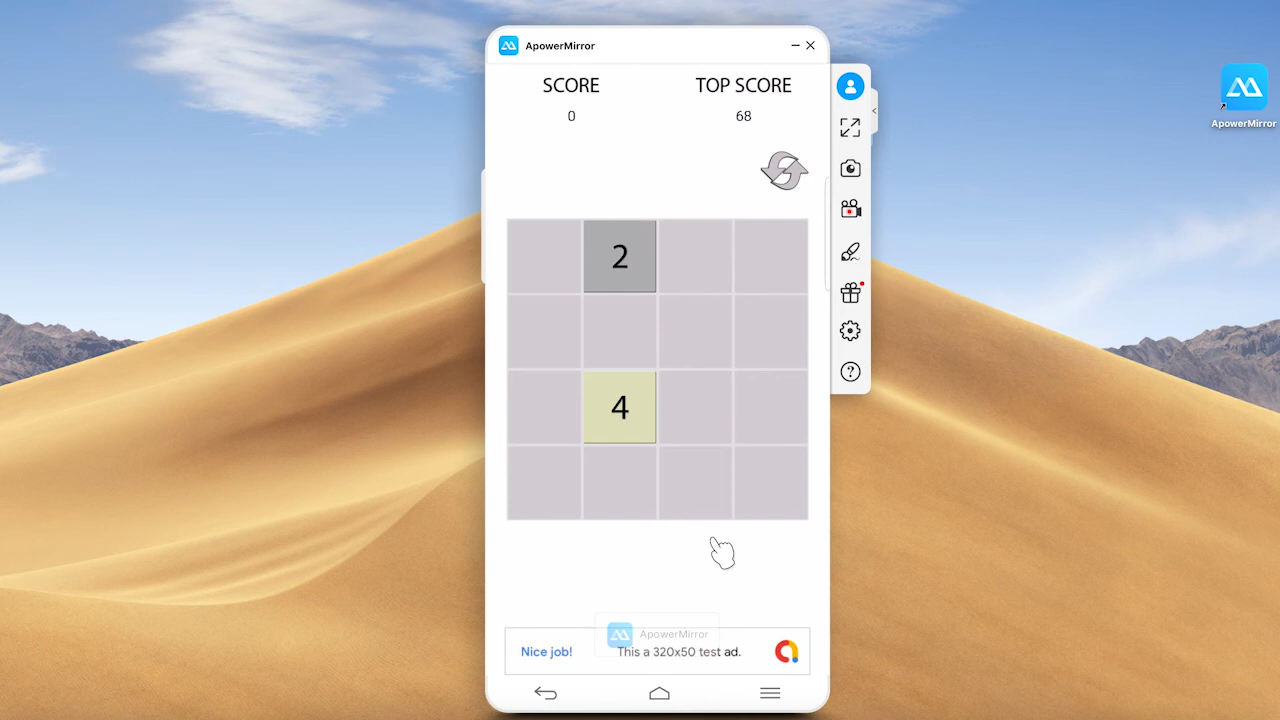 ApowerMirror
SCORE
TOP SCORE
0
68
ApowerMirror
2
4
ApowerMirror
Nice job!
This a 320x50 test ad.